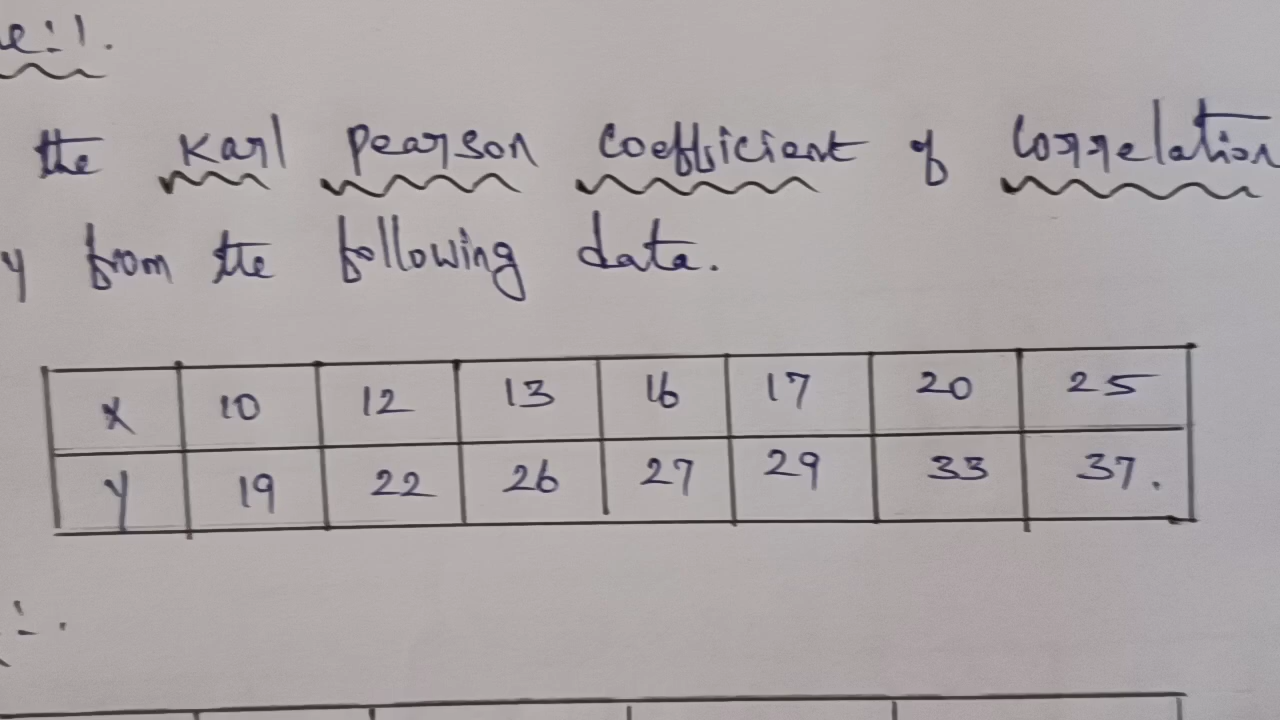 e:1.
the Karl Pearson Coefficient of Correlation
y from the following data.
X 10 12 13 16 17 20 25
Y 19 22 26 27 29 33 37.